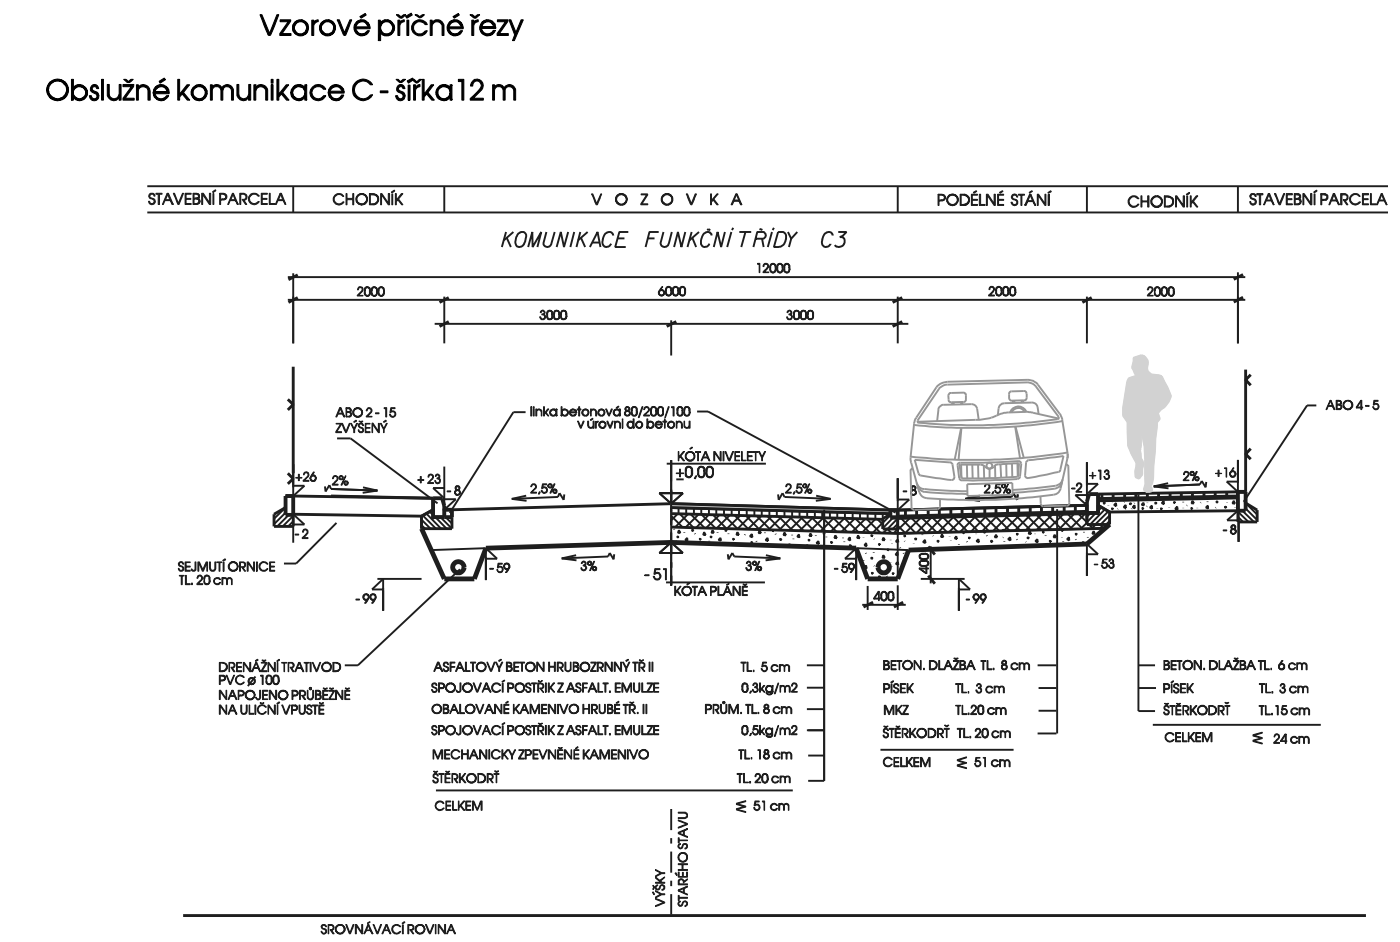 Vzorové příčné řezy
Obslužné komunikace C - šířka12 m
STAVEBNÍ PARCELA CHODNÍK VOZOVKA PODÉLNÉ STÁNÍ CHODNÍK STAVEBNÍ PARCELA
KOMUNIKACE FUNKČNÍ TŘÍDY C3
12000
2000 6000 2000 2000
3000 3000
ABO 2 - 15
ZVÝŠENÝ
linka betonová 80/200/100
v úrovni do betonu
ABO 4 - 5
KÓTA NIVELETY
±0,00
+26 2% +23 - 8 2,5% 2,5% - 8 2,5% -2 +13 2% +16
- 2 - 8
SEJMUTÍ ORNICE
TL. 20 cm
- 59 3% - 51 3% - 59 400 - 53
KÓTA PLÁNĚ
- 99 400 - 99
DRENÁŽNÍ TRATIVOD
PVC ø 100
NAPOJENO PRŮBĚŽNĚ
NA ULIČNÍ VPUSTĚ
ASFALTOVÝ BETON HRUBOZRNNÝ TŘ II TL. 5 cm
SPOJOVACÍ POSTŘIK Z ASFALT. EMULZE 0,3kg/m2
OBALOVANÉ KAMENIVO HRUBÉ TŘ. II PRŮM. TL. 8 cm
SPOJOVACÍ POSTŘIK Z ASFALT. EMULZE 0,5kg/m2
MECHANICKY ZPEVNĚNÉ KAMENIVO TL. 18 cm
ŠTĚRKODRŤ TL. 20 cm
CELKEM ≥ 51 cm
BETON. DLAŽBA TL. 8 cm
PÍSEK TL. 3 cm
MKZ TL.20 cm
ŠTĚRKODRŤ TL. 20 cm
CELKEM ≥ 51 cm
BETON. DLAŽBA TL. 6 cm
PÍSEK TL. 3 cm
ŠTĚRKODRŤ TL.15 cm
CELKEM ≥ 24 cm
VÝŠKY
STARÉHO STAVU
SROVNÁVACÍ ROVINA